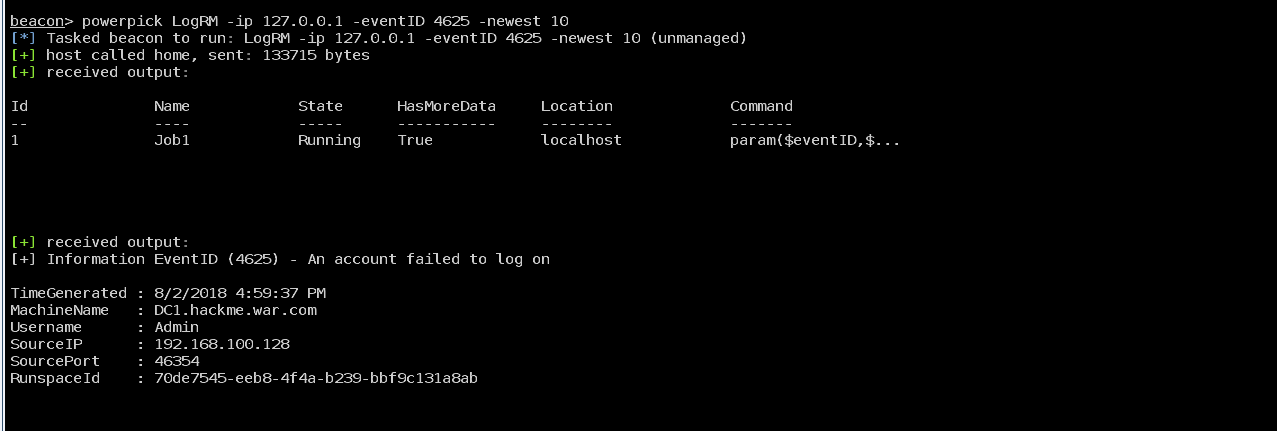 beacon> powerpick LogRM -ip 127.0.0.1 -eventID 4625 -newest 10
[*] Tasked beacon to run: LogRM -ip 127.0.0.1 -eventID 4625 -newest 10 (unmanaged)
[+] host called home, sent: 133715 bytes
[+] received output:
Id Name State HasMoreData Location Command
-- ---- ----- ----------- -------- -------
1 Job1 Running True localhost param($eventID,$...
[+] received output:
[+] Information EventID (4625) - An account failed to log on
TimeGenerated : 8/2/2018 4:59:37 PM
MachineName : DC1.hackme.war.com
Username : Admin
SourceIP : 192.168.100.128
SourcePort : 46354
RunspaceId : 70de7545-eeb8-4f4a-b239-bbf9c131a8ab